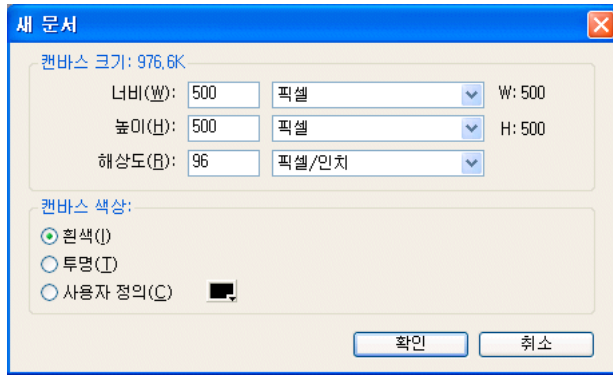 새 문서
캔바스 크기: 976,6K
너비(W): 500 픽셀 W: 500
높이(H): 500 픽셀 H: 500
해상도(R): 96 픽셀/인치
캔바스 색상:
흰색(I)
투명(T)
사용자 정의(C)
확인 취소